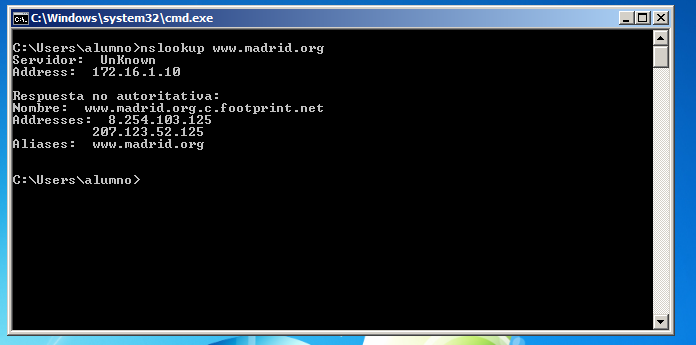 C:\Windows\system32\cmd.exe
C:\Users\alumno>nslookup www.madrid.org
Servidor:  UnKnown
Address:  172.16.1.10
Respuesta no autoritativa:
Nombre:  www.madrid.org.c.footprint.net
Addresses:  8.254.103.125
207.123.52.125
Aliases:  www.madrid.org
C:\Users\alumno>